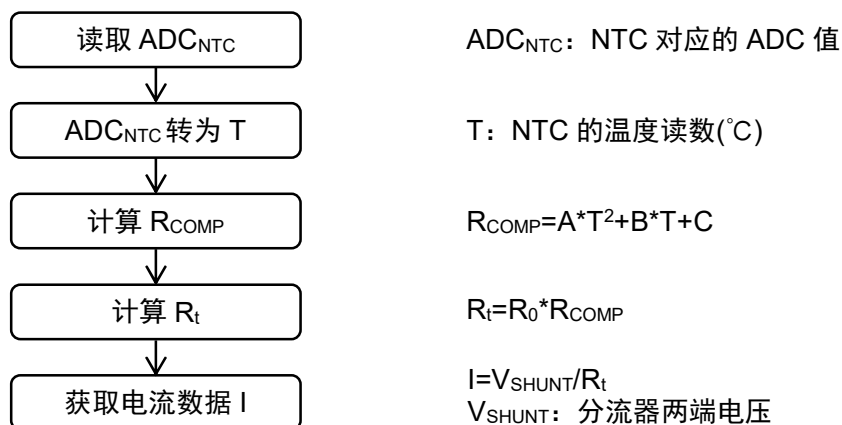 读取 ADCNTC
ADCNTC：NTC 对应的 ADC 值
ADCNTC 转为 T
T：NTC 的温度读数(℃)
计算 RCOMP
RCOMP=A*T²+B*T+C
计算 Rt
Rt=R0*RCOMP
获取电流数据 I
I=VSHUNT/Rt
VSHUNT：分流器两端电压